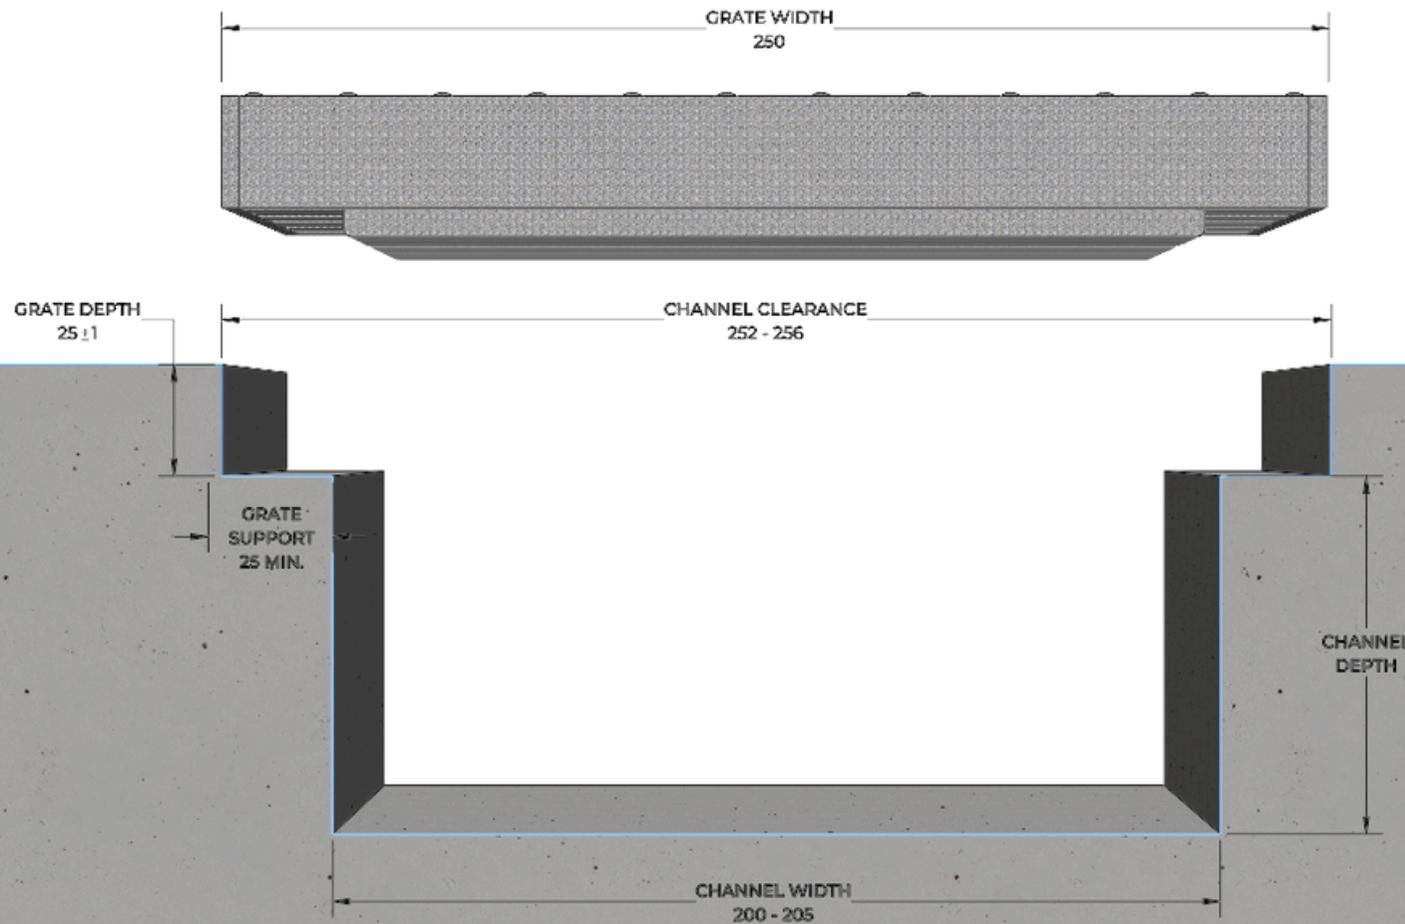 GRATE WIDTH
250
GRATE DEPTH
25 ±1
CHANNEL CLEARANCE
252 - 256
GRATE
SUPPORT
25 MIN.
CHANNEL
DEPTH
CHANNEL WIDTH
200 - 205